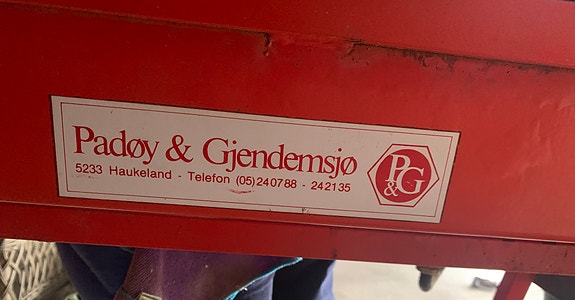 Padøy & Gjendemsjø
5233 Haukeland - Telefon (05)240788 - 242135
P&G